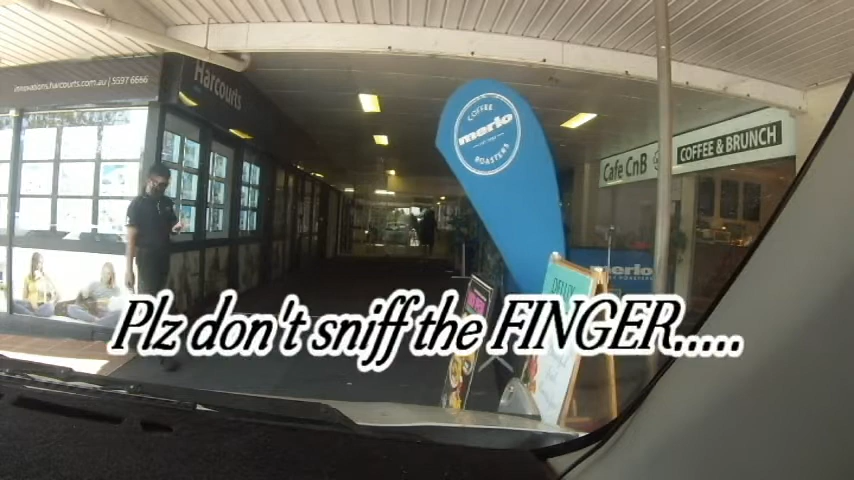 innovations.harcourts.com.au | 5597 6666
Harcourts
COFFEE
merlo
ROASTERS
Cafe CnB
COFFEE & BRUNCH
merlo
Plz don't sniff the FINGER.....